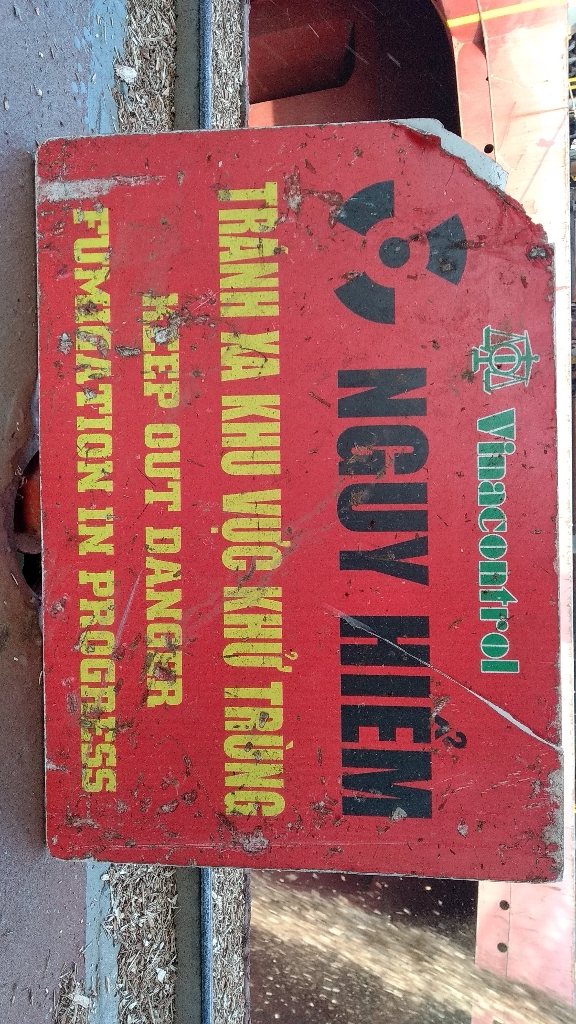 Vinacontrol
NGUY HIỂM
TRÁNH XA KHU VỰC KHỬ TRÙNG
KEEP OUT DANGER
FUMIGATION IN PROGRESS